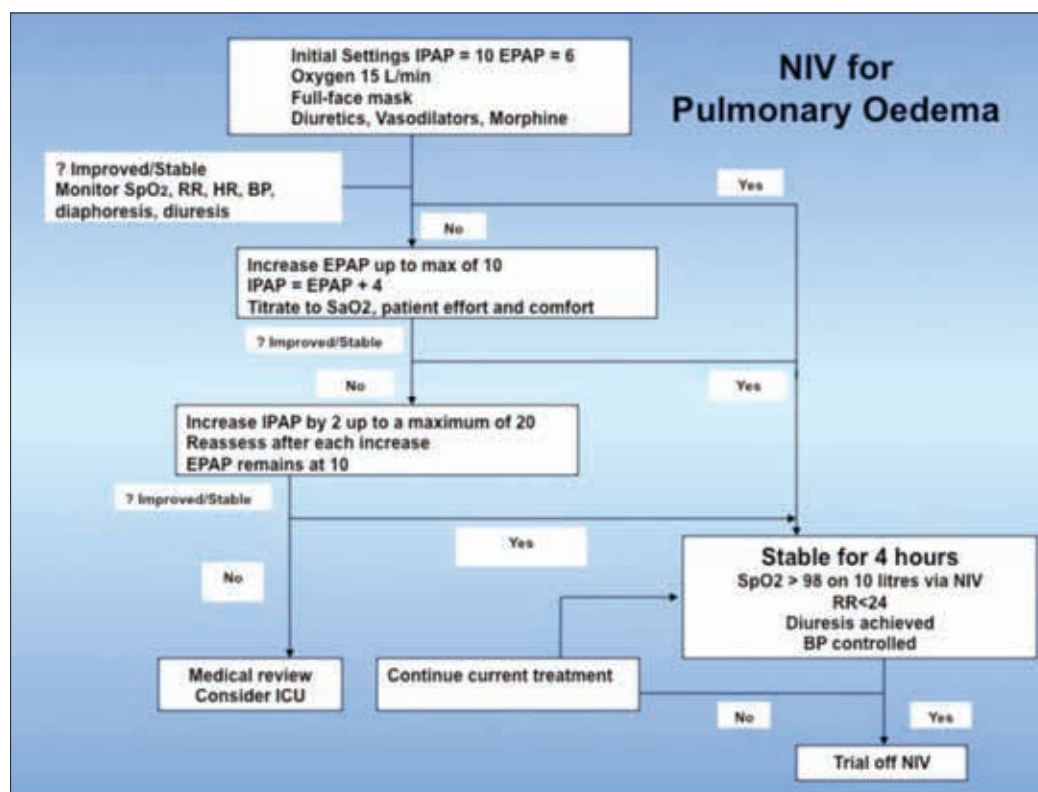 NIV for
Pulmonary Oedema
Initial Settings IPAP = 10 EPAP = 6
Oxygen 15 L/min
Full-face mask
Diuretics, Vasodilators, Morphine
? Improved/Stable
Monitor SpO2, RR, HR, BP,
diaphoresis, diuresis
Yes
No
Increase EPAP up to max of 10
IPAP = EPAP + 4
Titrate to SaO2, patient effort and comfort
? Improved/Stable
No
Yes
Increase IPAP by 2 up to a maximum of 20
Reassess after each increase
EPAP remains at 10
? Improved/Stable
Yes
No
Stable for 4 hours
SpO2 > 98 on 10 litres via NIV
RR<24
Diuresis achieved
BP controlled
Medical review
Consider ICU
Continue current treatment
No
Yes
Trial off NIV